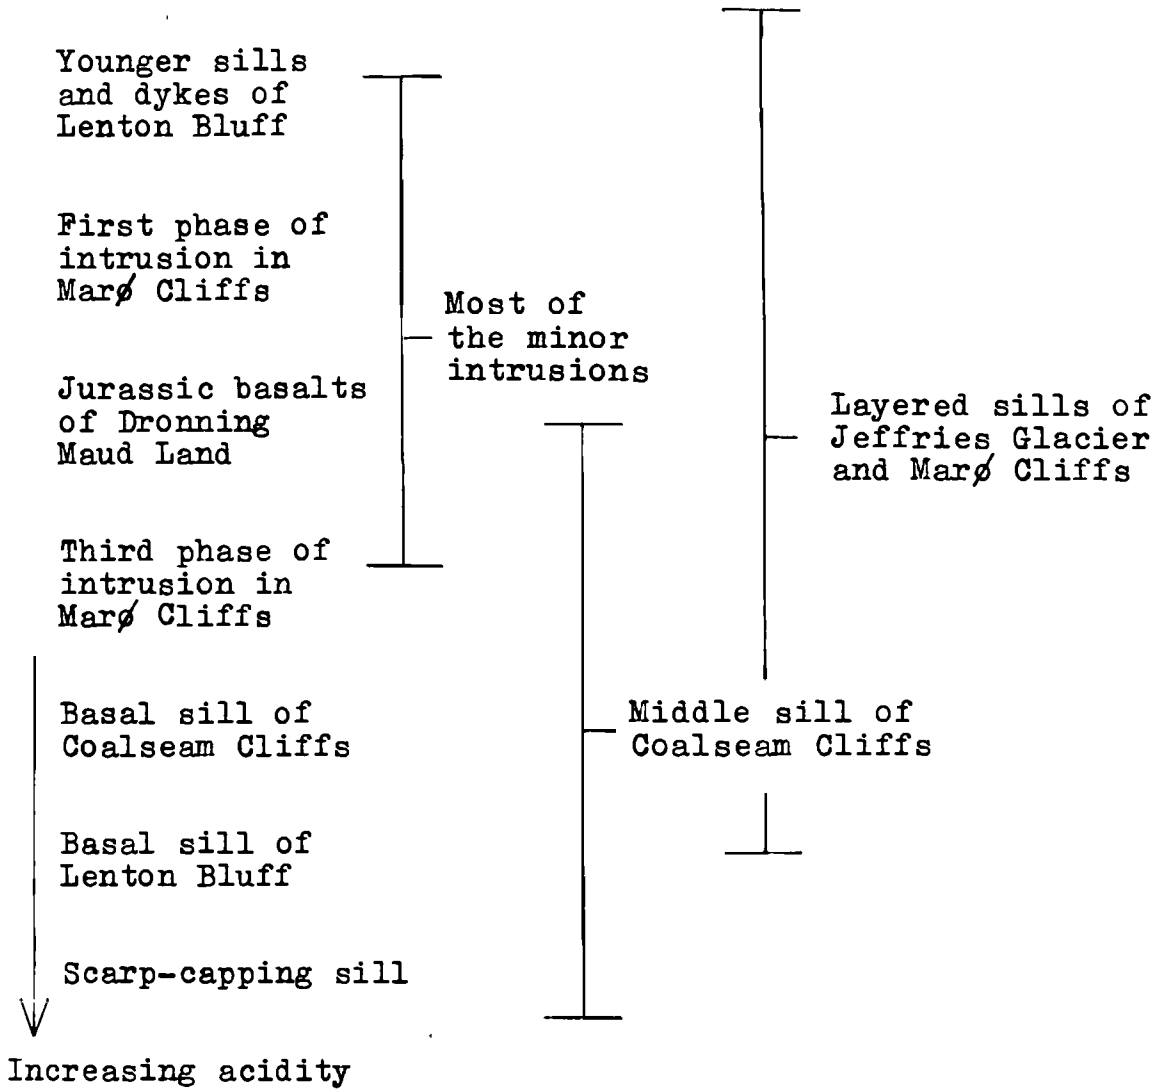 Younger sills
and dykes of
Lenton Bluff
First phase of
intrusion in
Marø Cliffs
Most of
the minor
intrusions
Jurassic basalts
of Dronning
Maud Land
Layered sills of
Jeffries Glacier
and Marø Cliffs
Third phase of
intrusion in
Marø Cliffs
Basal sill of
Coalseam Cliffs
Middle sill of
Coalseam Cliffs
Basal sill of
Lenton Bluff
Scarp-capping sill
Increasing acidity